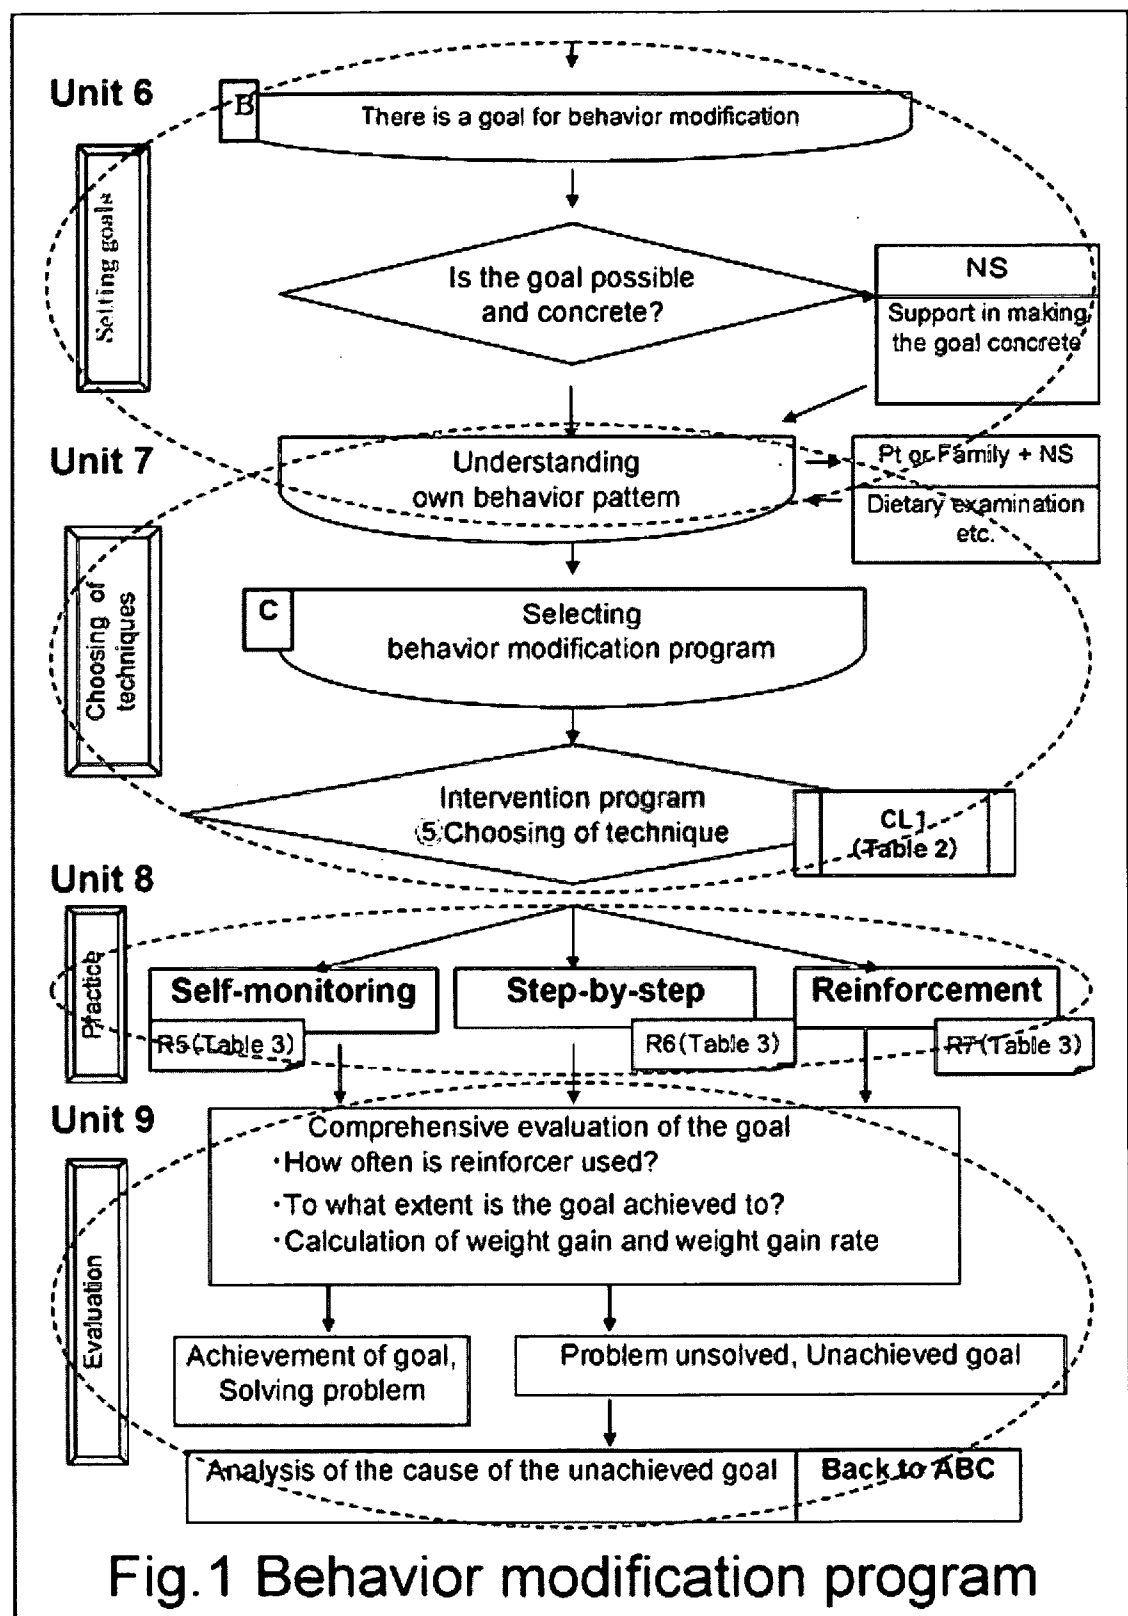 Unit 6
B
There is a goal for behavior modification
Setting goals
Is the goal possible
and concrete?
NS
Support in making
the goal concrete
Unit 7
Understanding
own behavior pattern
Pt or Family + NS
Dietary examination
etc.
Choosing of
techniques
C
Selecting
behavior modification program
Intervention program
⑤Choosing of technique
CL1
(Table 2)
Unit 8
Practice
Self-monitoring
Step-by-step
Reinforcement
R5(Table 3)
R6(Table 3)
R7(Table 3)
Unit 9
Evaluation
Comprehensive evaluation of the goal
・How often is reinforcer used?
・To what extent is the goal achieved to?
・Calculation of weight gain and weight gain rate
Achievement of goal,
Solving problem
Problem unsolved, Unachieved goal
Analysis of the cause of the unachieved goal
Back to ABC
Fig.1 Behavior modification program